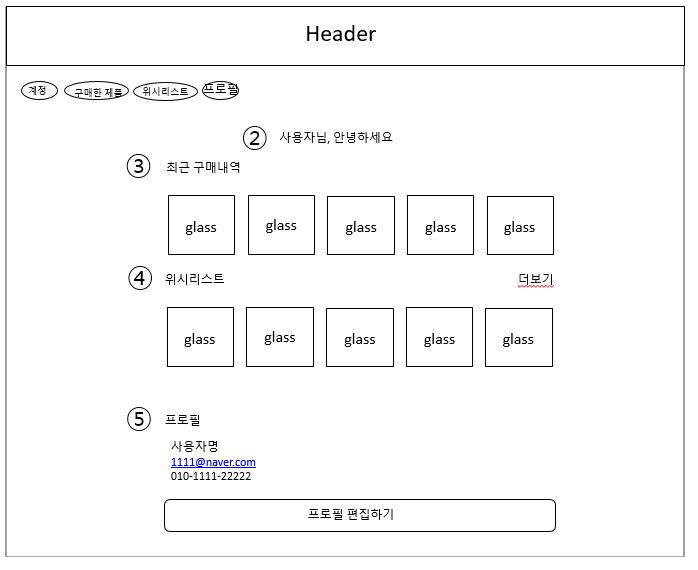 Header
계정 구매한 제품 위시리스트 프로필
② 사용자님, 안녕하세요
③ 최근 구매내역
glass glass glass glass glass
④ 위시리스트 더보기
glass glass glass glass glass
⑤ 프로필
사용자명
1111@naver.com
010-1111-22222
프로필 편집하기